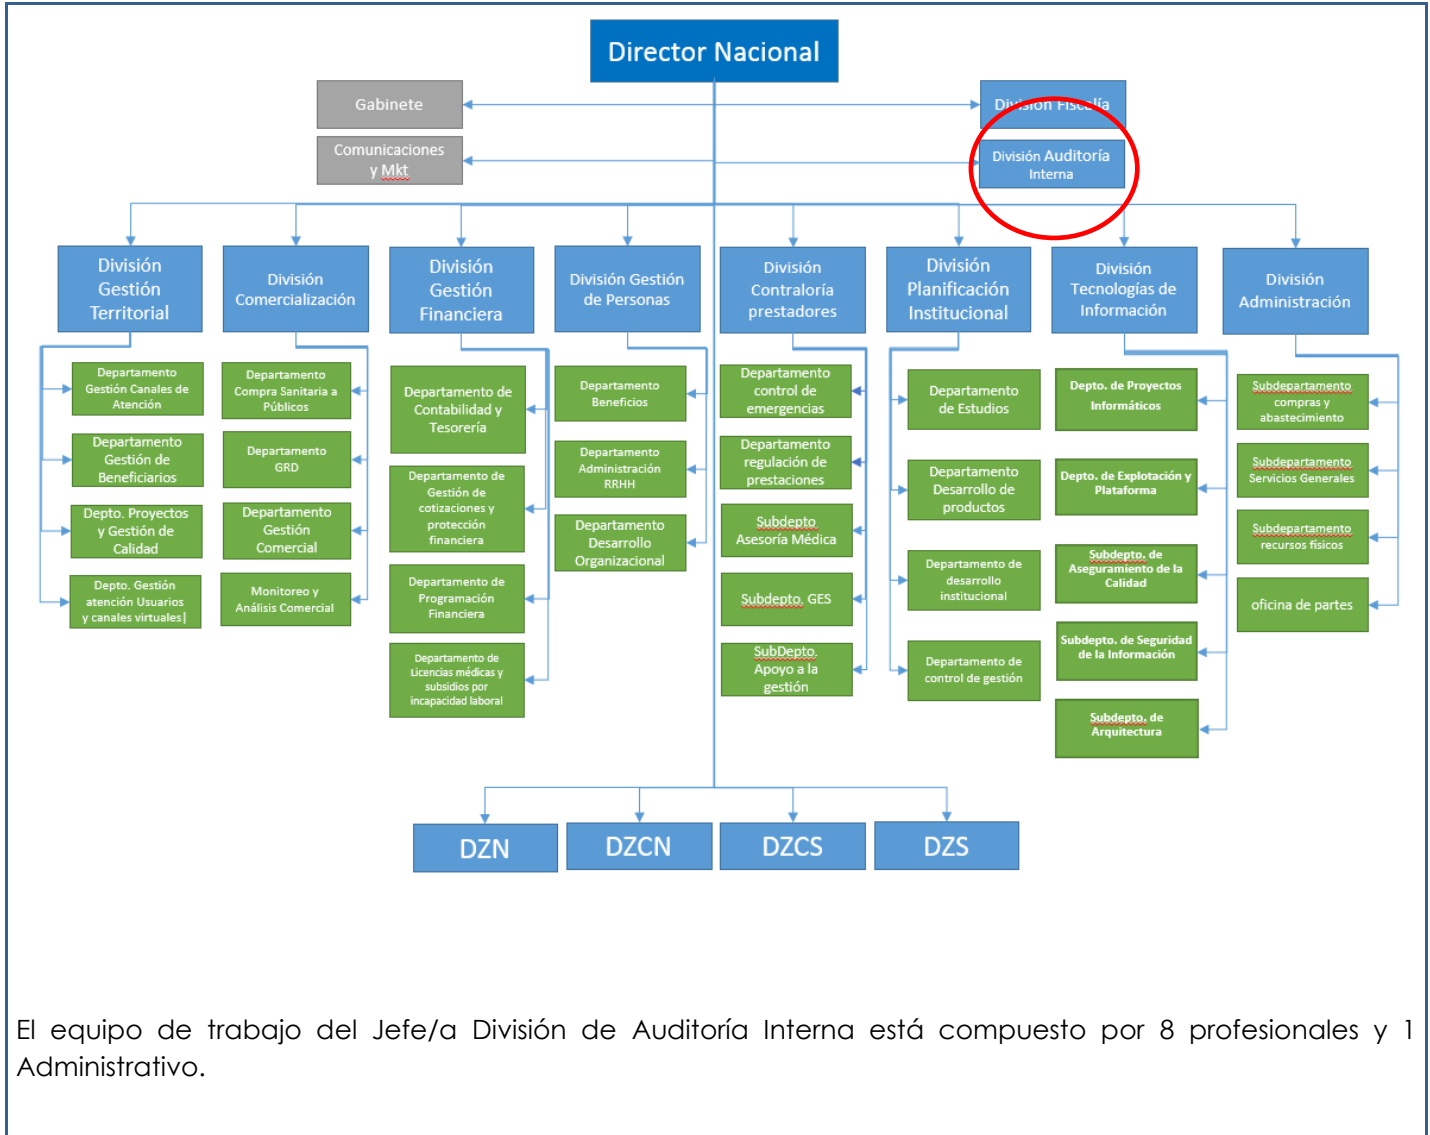 Director Nacional
Gabinete
División Fiscalía
Comunicaciones
y Mkt
División Auditoría
Interna
División
Gestión
Territorial
División
Comercialización
División
Gestión
Financiera
División Gestión
de Personas
División
Contraloría
prestadores
División
Planificación
Institucional
División
Tecnologías de
Información
División
Administración
Departamento
Gestión Canales de
Atención
Departamento
Gestión de
Beneficiarios
Depto. Proyectos
y Gestión de
Calidad
Depto. Gestión
atención Usuarios
y canales virtuales|
Departamento
Compra Sanitaria a
Públicos
Departamento
GRD
Departamento
Gestión
Comercial
Monitoreo y
Análisis Comercial
Departamento de
Contabilidad y
Tesorería
Departamento de
Gestión de
cotizaciones y
protección
financiera
Departamento de
Programación
Financiera
Departamento de
Licencias médicas y
subsidios por
incapacidad laboral
Departamento
Beneficios
Departamento
Administración
RRHH
Departamento
Desarrollo
Organizacional
Departamento
control de
emergencias
Departamento
regulación de
prestaciones
Subdepto
Asesoría Médica
Subdepto. GES
SubDepto.
Apoyo a la
gestión
Departamento
de Estudios
Departamento
Desarrollo de
productos
Departamento de
desarrollo
institucional
Departamento de
control de gestión
Depto. de Proyectos
Informáticos
Depto. de Explotación y
Plataforma
Subdepto. de
Aseguramiento de la
Calidad
Subdepto. de Seguridad
de la Información
Subdepto. de
Arquitectura
Subdepartamento
compras y
abastecimiento
Subdepartamento
Servicios Generales
Subdepartamento
recursos físicos
oficina de partes
DZN
DZCN
DZCS
DZS
El equipo de trabajo del Jefe/a División de Auditoría Interna está compuesto por 8 profesionales y 1
Administrativo.